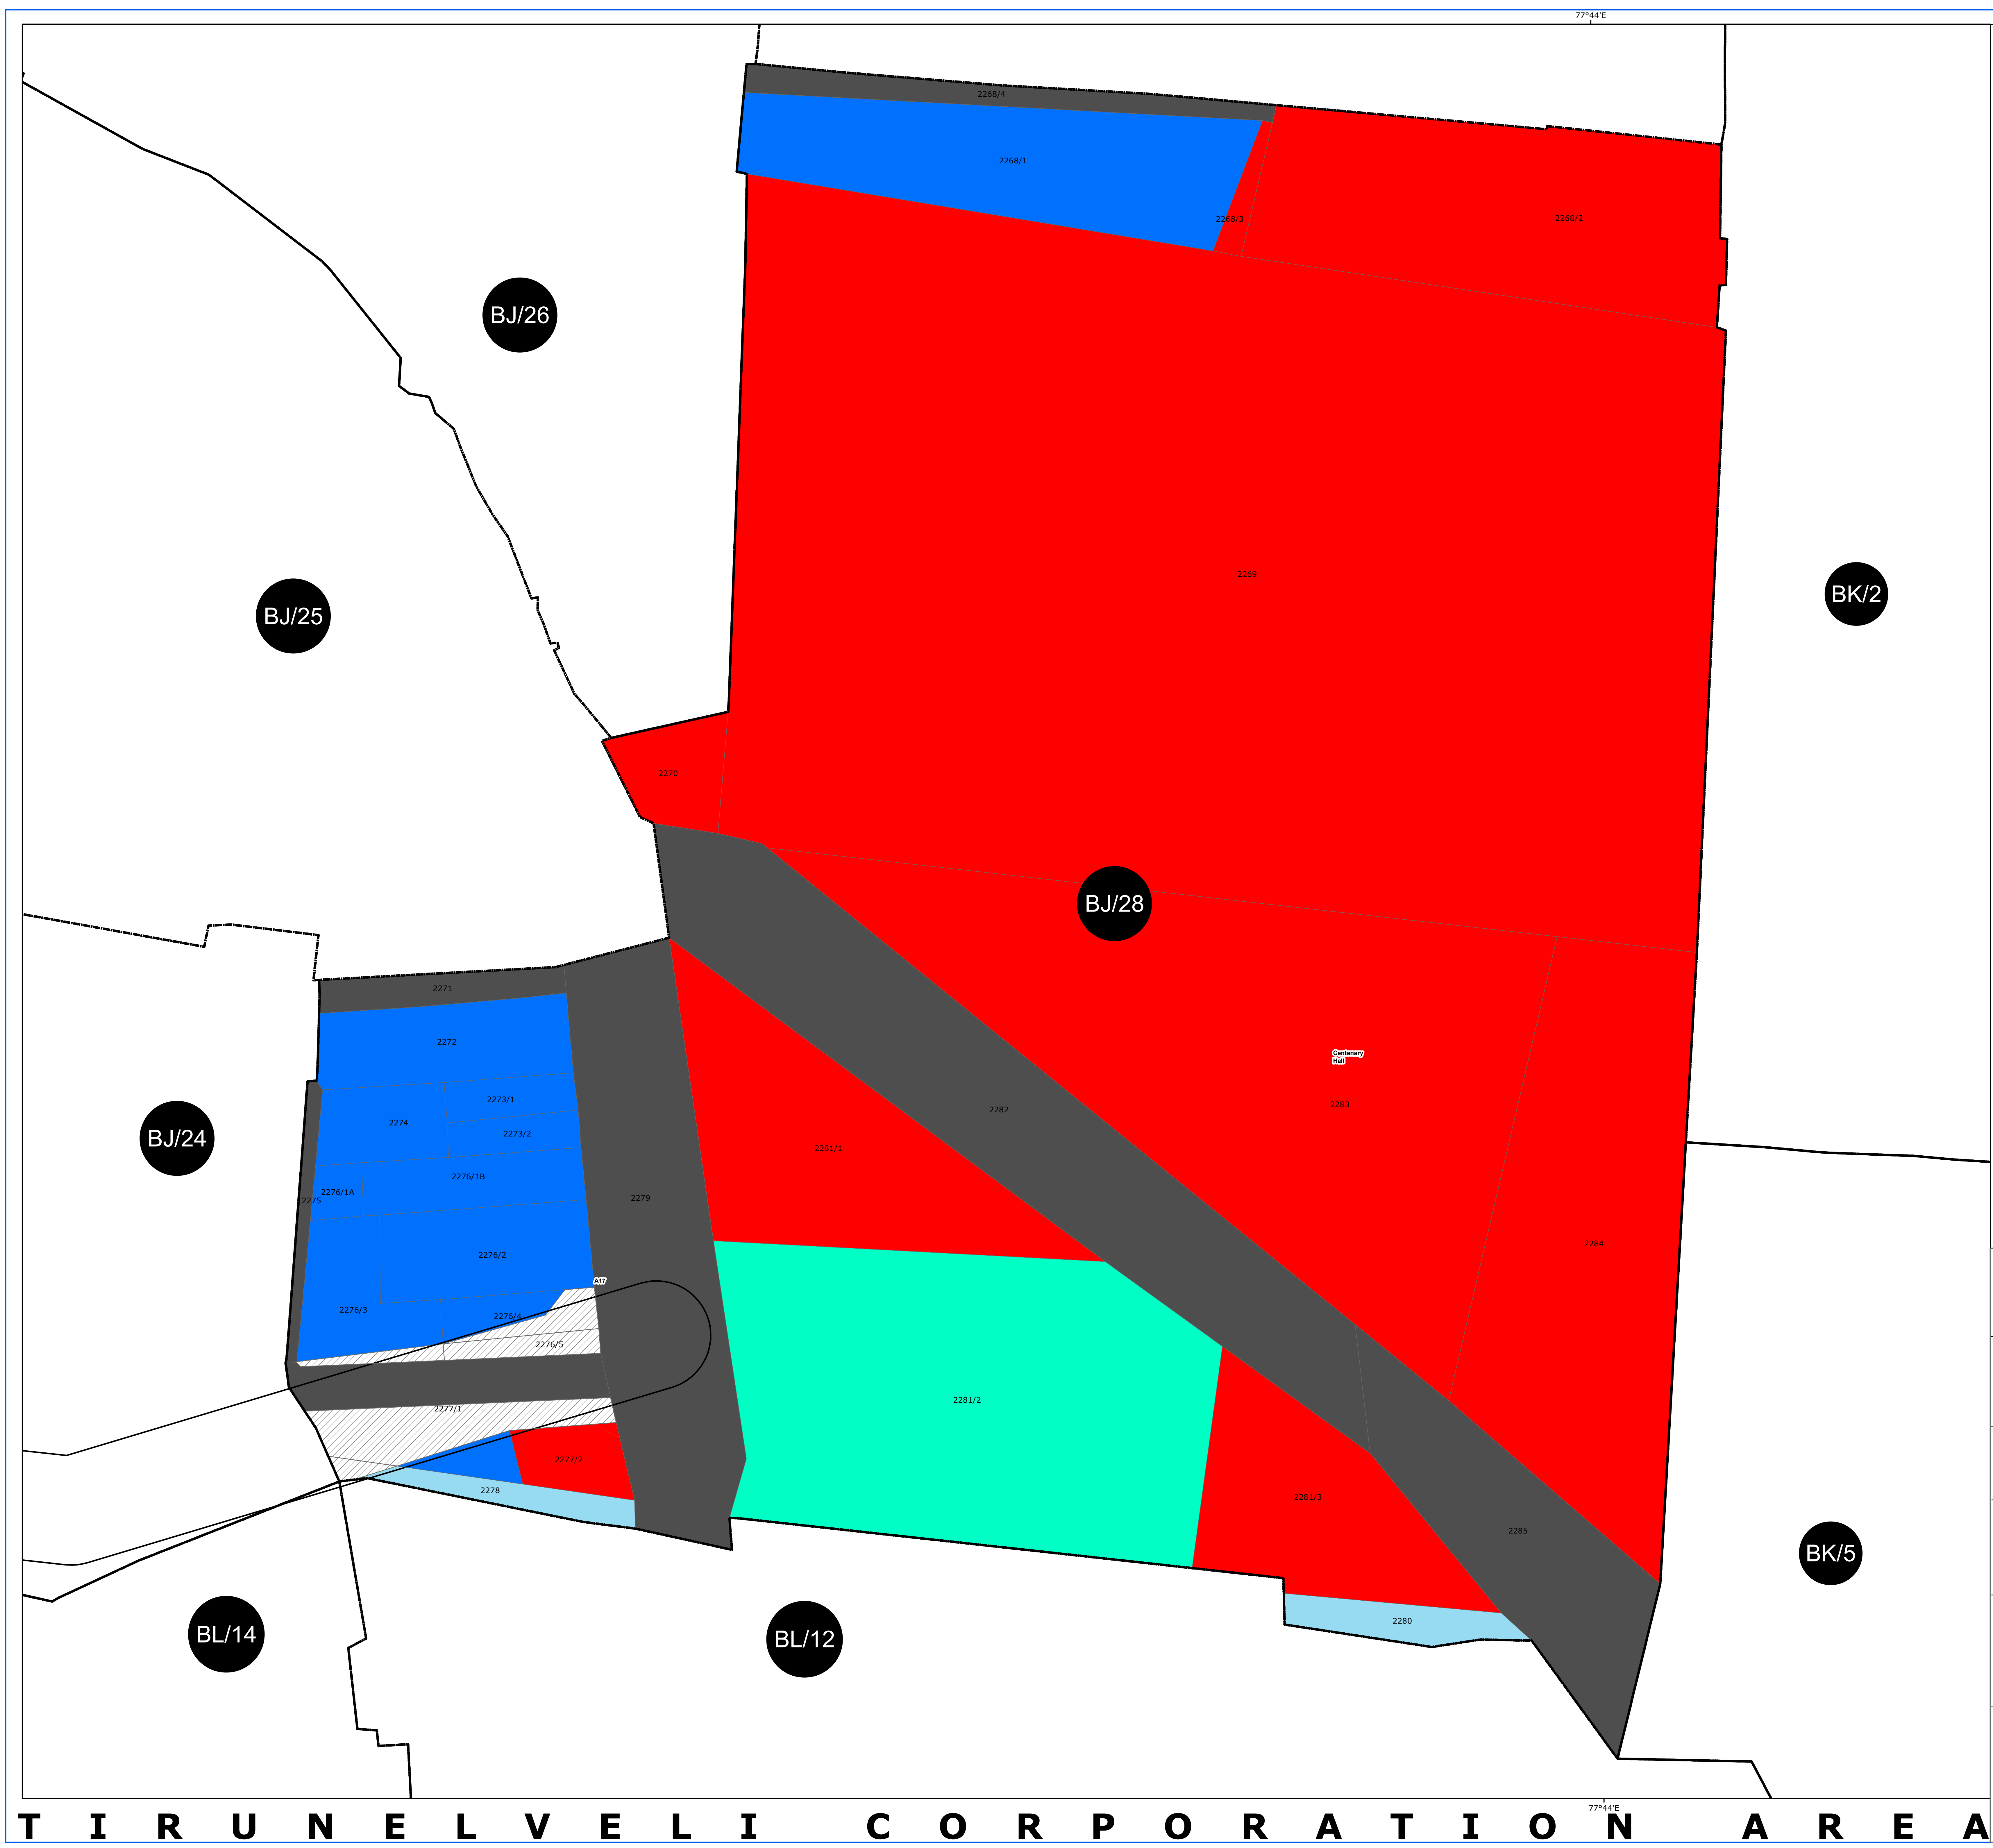 77°44'E
2268/4
2268/1
2268/3
2268/2
BJ/26
2269
BK/2
BJ/25
2270
BJ/28
2271
2272
Centenary
Hall
2273/1
2283
2282
2274
2273/2
BJ/24
2281/1
2276/1B
2276/1A
2279
2275
2284
2276/2
A17
2276/3
2276/4
2276/5
2281/2
2277/1
2277/2
2278
2281/3
2285
BK/5
2280
BL/14
BL/12
77°44'E
TIRUNELVELI CORPORATION AREA